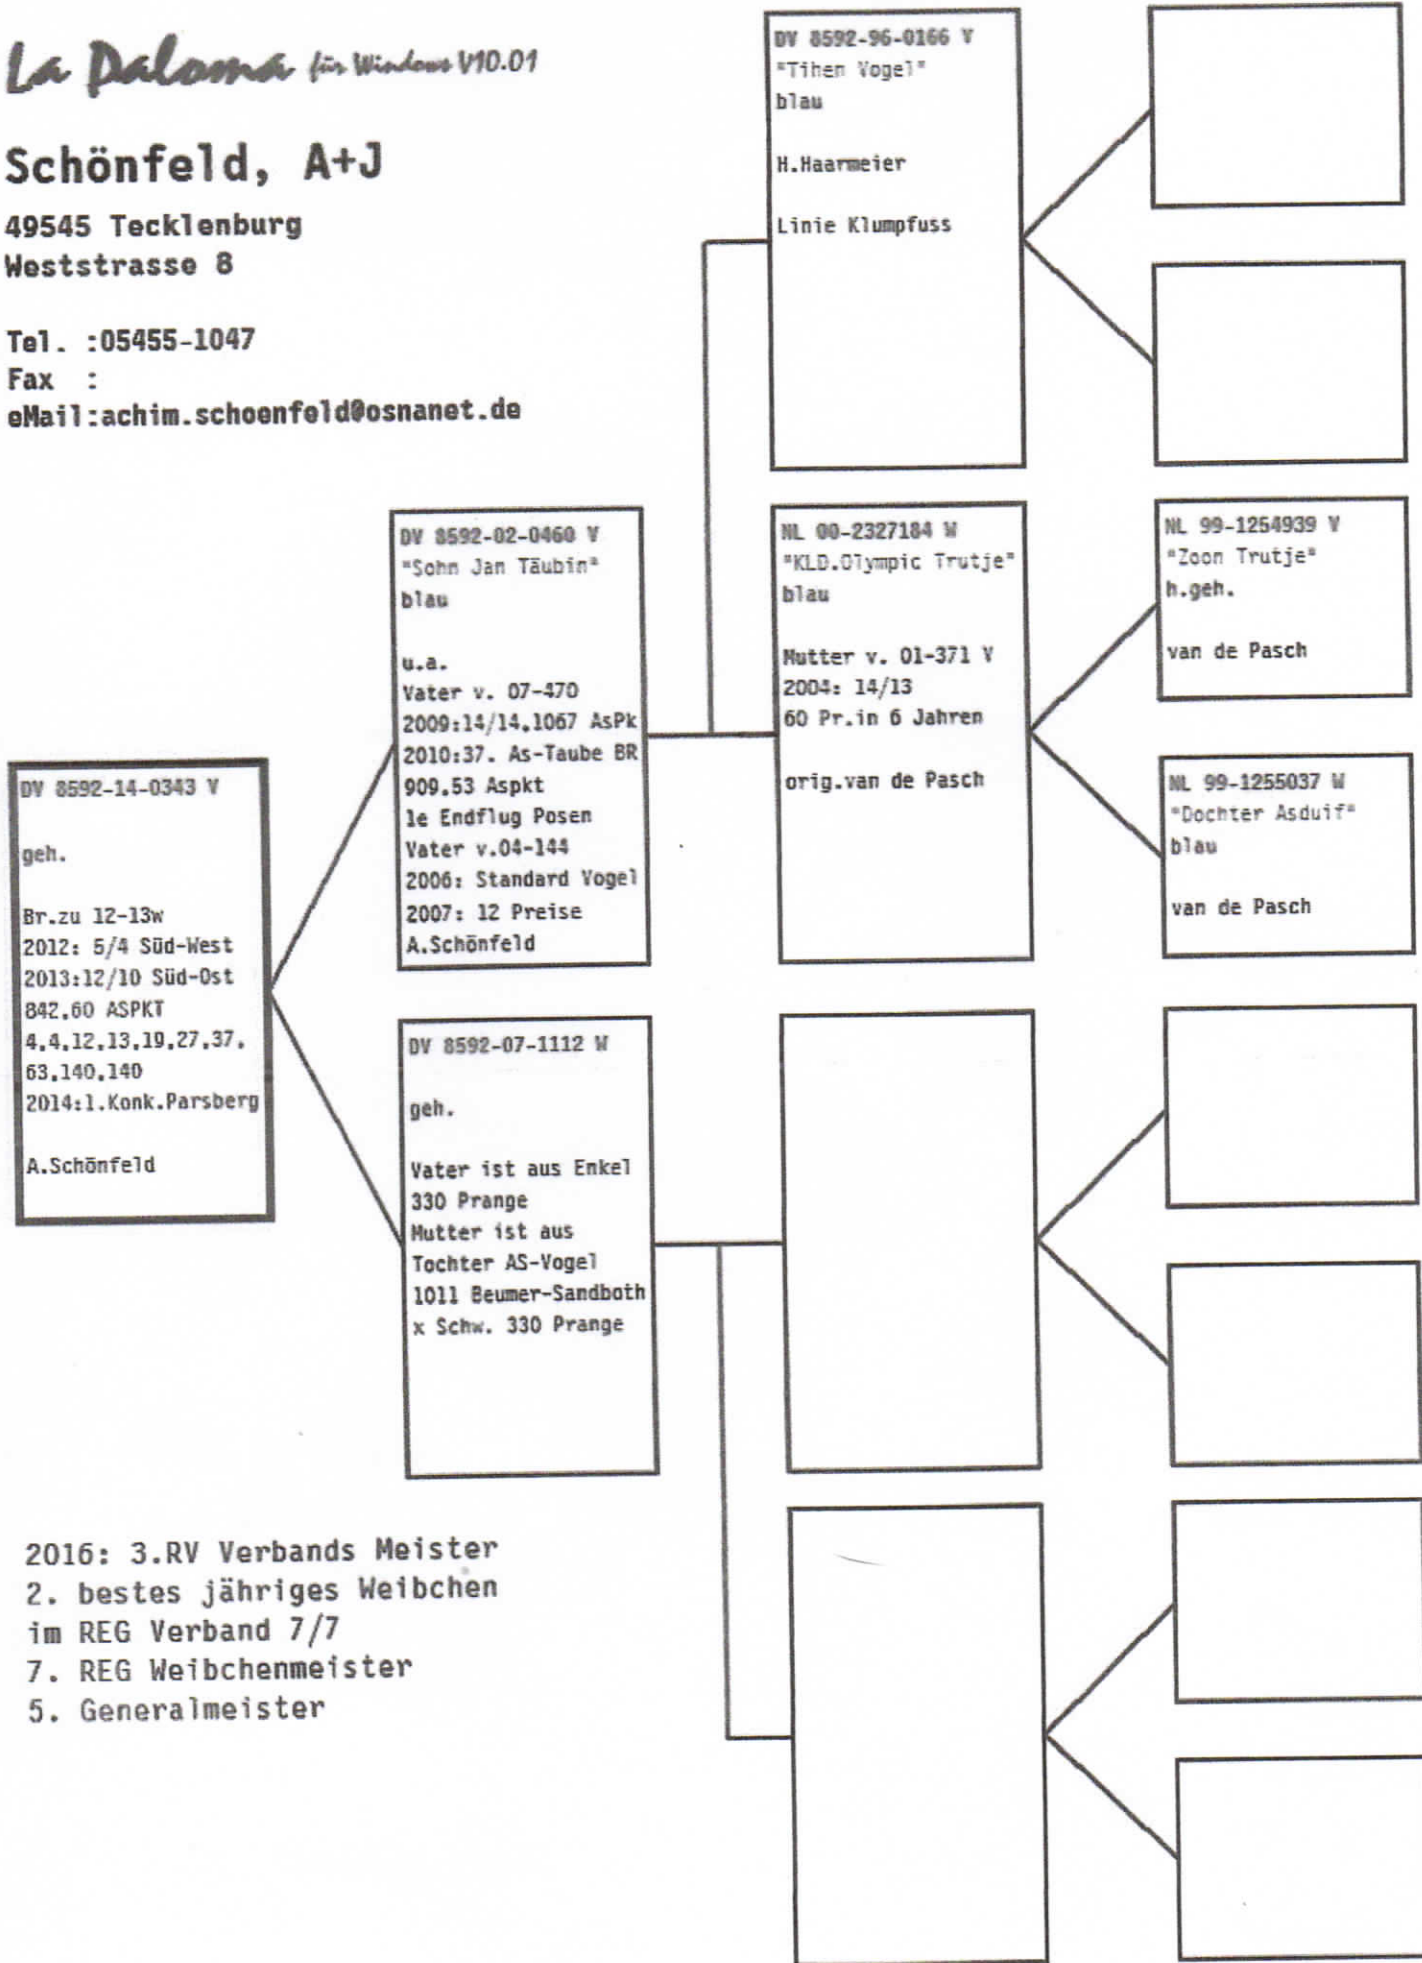 La Paloma für Windows V10.01
Schönfeld, A+J
49545 Tecklenburg
Weststrasse 8
Tel. :05455-1047
Fax :
eMail:achim.schoenfeld@osnanet.de
DV 8592-14-0343 V
geh.
Br.zu 12-13w
2012: 5/4 Süd-West
2013:12/10 Süd-Ost
842,60 ASPKT
4,4,12,13,19,27,37,
63,140,140
2014:1.Konk.Parsberg
A.Schönfeld
DV 8592-02-0460 V
"Sohn Jan Täubin"
blau
u.a.
Vater v. 07-470
2009:14/14,1067 AsPk
2010:37. As-Taube BR
909.53 Aspkt
1e Endflug Posen
Vater v.04-144
2006: Standard Vogel
2007: 12 Preise
A.Schönfeld
DV 8592-07-1112 W
geh.
Vater ist aus Enkel
330 Prange
Mutter ist aus
Tochter AS-Vogel
1011 Beumer-Sandboth
x Schw. 330 Prange
DV 8592-96-0166 V
"Tihen Vogel"
blau
H.Haarmeier
Linie Klumpfuss
NL 00-2327184 W
"KLD.Olympic Trutje"
blau
Mutter v. 01-371 V
2004: 14/13
60 Pr.in 6 Jahren
orig.van de Pasch
NL 99-1254939 V
"Zoon Trutje"
h.geh.
van de Pasch
NL 99-1255037 W
"Dochter Asduif"
blau
van de Pasch
2016: 3.RV Verbands Meister
2. bestes jähriges Weibchen
im REG Verband 7/7
7. REG Weibchenmeister
5. Generalmeister